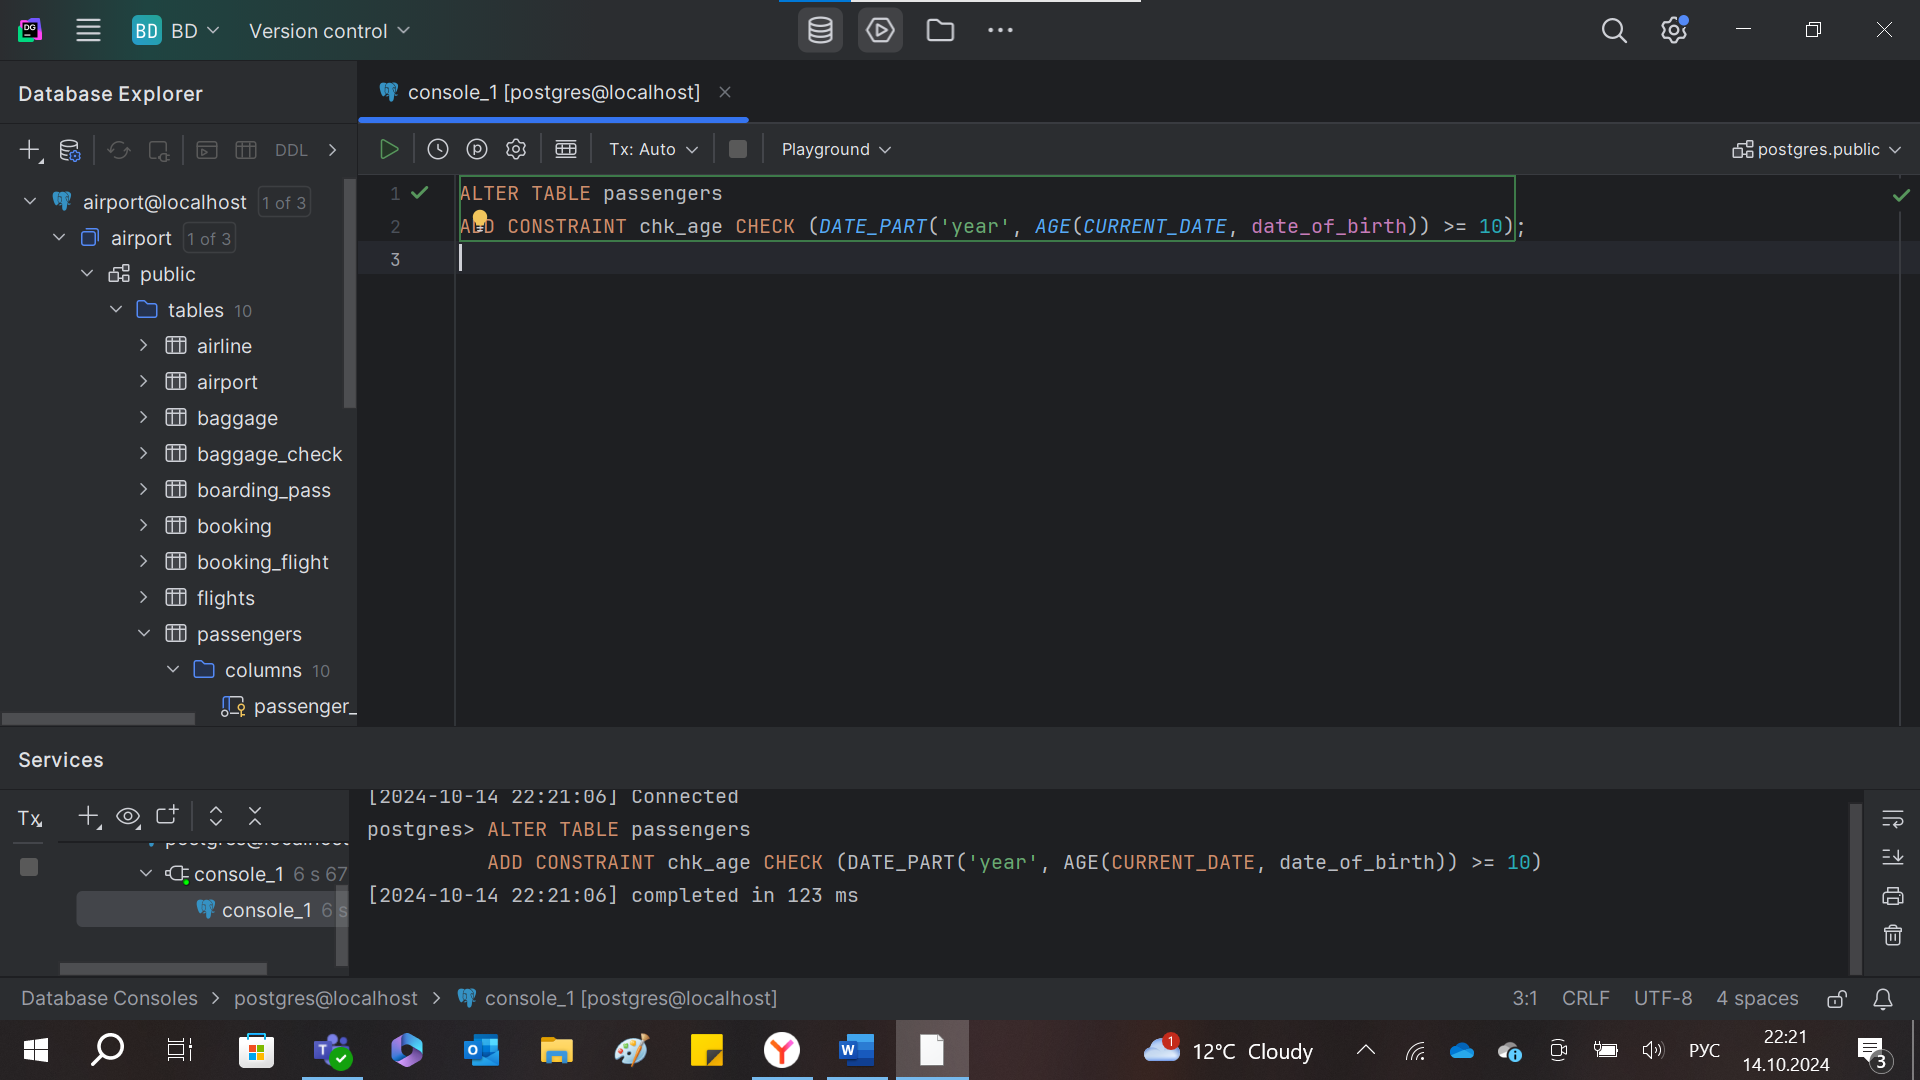 BD BD Version control
Database Explorer
console_1 [postgres@localhost]
DDL
Tx: Auto
Playground
postgres.public
airport@localhost 1 of 3
airport 1 of 3
public
tables 10
airline
airport
baggage
baggage_check
boarding_pass
booking
booking_flight
flights
passengers
columns 10
passenger_
1 ALTER TABLE passengers
2 ADD CONSTRAINT chk_age CHECK (DATE_PART('year', AGE(CURRENT_DATE, date_of_birth)) >= 10);
3
Services
Tx
postgres@localhost
console_1 6 s 67
console_1 6 s
[2024-10-14 22:21:06] Connected
postgres> ALTER TABLE passengers
ADD CONSTRAINT chk_age CHECK (DATE_PART('year', AGE(CURRENT_DATE, date_of_birth)) >= 10)
[2024-10-14 22:21:06] completed in 123 ms
Database Consoles > postgres@localhost > console_1 [postgres@localhost]
3:1 CRLF UTF-8 4 spaces
1 12°C Cloudy
РУС
22:21
14.10.2024
3